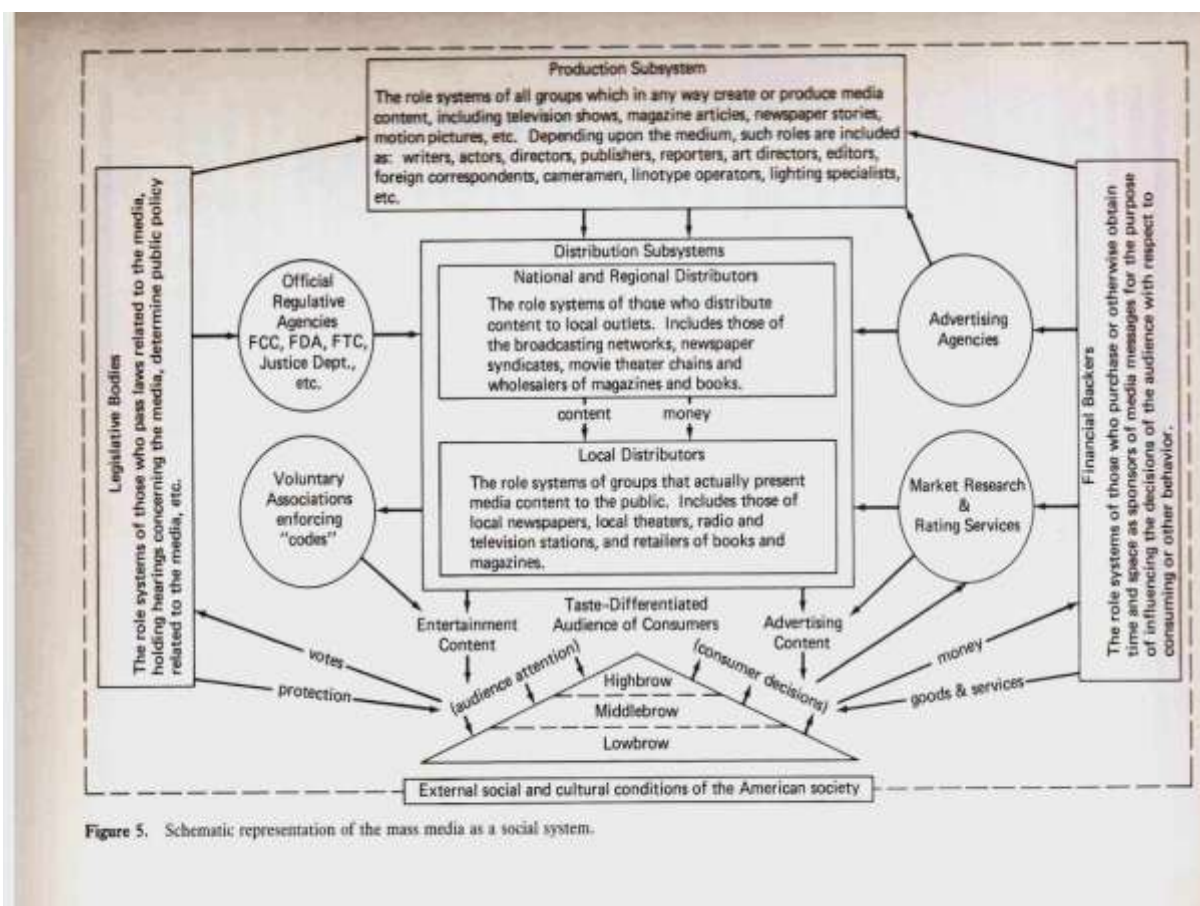 Production Subsystem
The role systems of all groups which in any way create or produce media
content, including television shows, magazine articles, newspaper stories,
motion pictures, etc. Depending upon the medium, such roles are included
as: writers, actors, directors, publishers, reporters, art directors, editors,
foreign correspondents, cameramen, linotype operators, lighting specialists,
etc.
Legislative Bodies
The role systems of those who pass laws related to the media,
holding hearings concerning the media, determine public policy
related to the media, etc.
Official
Regulative
Agencies
FCC, FDA, FTC,
Justice Dept.,
etc.
Voluntary
Associations
enforcing
"codes"
Distribution Subsystems
National and Regional Distributors
The role systems of those who distribute
content to local outlets. Includes those of
the broadcasting networks, newspaper
syndicates, movie theater chains and
wholesalers of magazines and books.
content money
Local Distributors
The role systems of groups that actually present
media content to the public. Includes those of
local newspapers, local theaters, radio and
television stations, and retailers of books and
magazines.
Advertising
Agencies
Market Research
&
Rating Services
Financial Backers
The role systems of those who purchase or otherwise obtain
time and space as sponsors of media messages for the purpose
of influencing the decisions of the audience with respect to
consuming or other behavior.
Entertainment
Content
Taste-Differentiated
Audience of Consumers
Advertising
Content
votes
protection
(audience attention)
(consumer decisions)
money
goods & services
Highbrow
Middlebrow
Lowbrow
External social and cultural conditions of the American society
Figure 5. Schematic representation of the mass media as a social system.